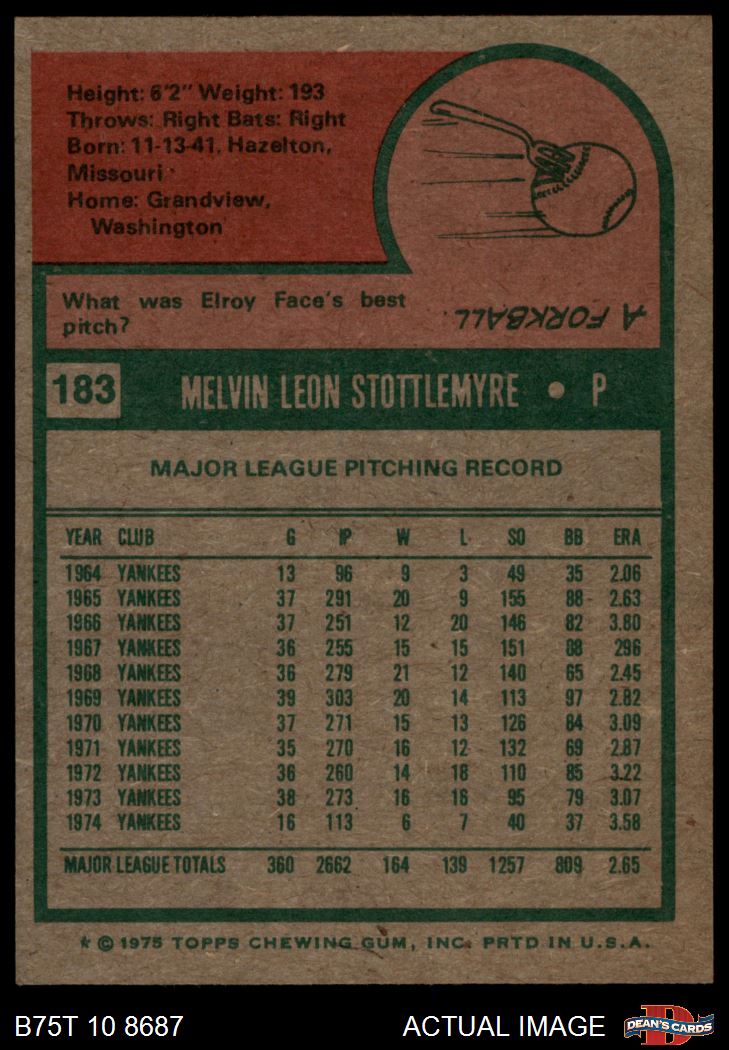 Height: 6'2" Weight: 193
Throws: Right Bats: Right
Born: 11-13-41, Hazelton,
Missouri
Home: Grandview,
Washington
What was Elroy Face's best
pitch?
A FORKBALL.
183 MELVIN LEON STOTTLEMYRE • P
MAJOR LEAGUE PITCHING RECORD
YEAR CLUB G IP W L SO BB ERA
1964 YANKEES 13 96 9 3 49 35 2.06
1965 YANKEES 37 291 20 9 155 88 2.63
1966 YANKEES 37 251 12 20 146 82 3.80
1967 YANKEES 36 255 15 15 151 88 296
1968 YANKEES 36 279 21 12 140 65 2.45
1969 YANKEES 39 303 20 14 113 97 2.82
1970 YANKEES 37 271 15 13 126 84 3.09
1971 YANKEES 35 270 16 12 132 69 2.87
1972 YANKEES 36 260 14 18 110 85 3.22
1973 YANKEES 38 273 16 16 95 79 3.07
1974 YANKEES 16 113 6 7 40 37 3.58
MAJOR LEAGUE TOTALS 360 2662 164 139 1257 809 2.65
* © 1975 TOPPS CHEWING GUM, INC. PRTD IN U.S.A.
B75T 10 8687 ACTUAL IMAGE DEAN'S CARDS